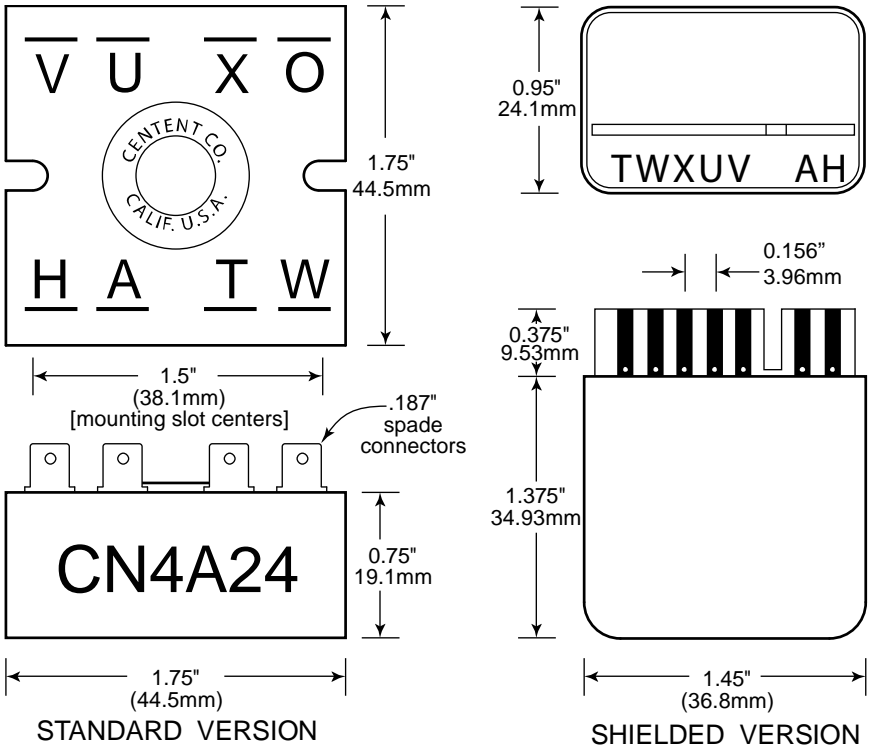 V U X O
CENTENT CO.
CALIF. U.S.A.
H A T W
1.75"
44.5mm
1.5"
(38.1mm)
[mounting slot centers]
.187"
spade
connectors
CN4A24
0.75"
19.1mm
1.75"
(44.5mm)
STANDARD VERSION
0.95"
24.1mm
TWXUV AH
0.156”
3.96mm
0.375"
9.53mm
1.375"
34.93mm
1.45"
(36.8mm)
SHIELDED VERSION